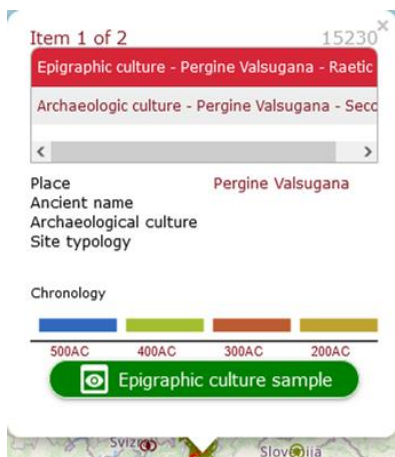 Item 1 of 2 15230 ×
Epigraphic culture - Pergine Valsugana - Raetic
Archaeologic culture - Pergine Valsugana - Seco
Place Pergine Valsugana
Ancient name
Archaeological culture
Site typology
Chronology
500AC 400AC 300AC 200AC
Epigraphic culture sample
Slovenija